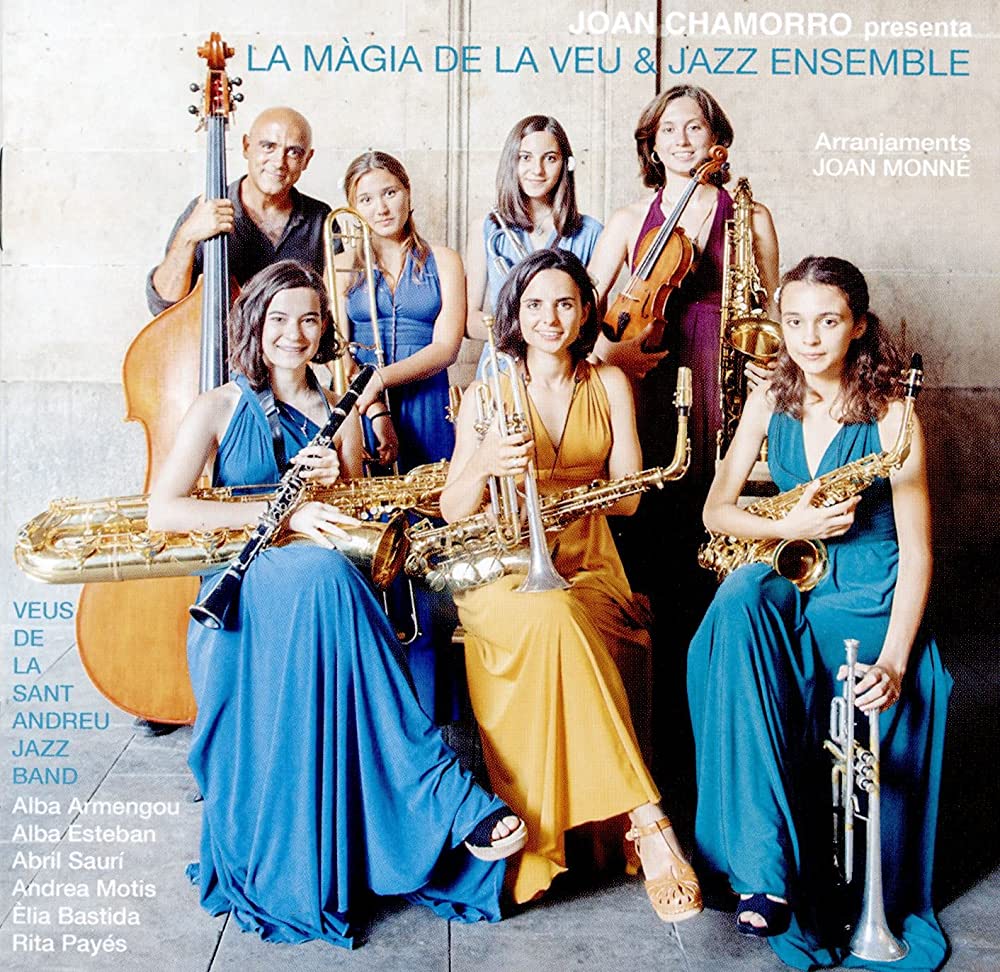 JOAN CHAMORRO presenta
LA MÀGIA DE LA VEU & JAZZ ENSEMBLE
Arranjaments
JOAN MONNÉ
VEUS
DE
LA
SANT
ANDREU
JAZZ
BAND
Alba Armengou
Alba Esteban
Abril Saurí
Andrea Motis
Èlia Bastida
Rita Payés